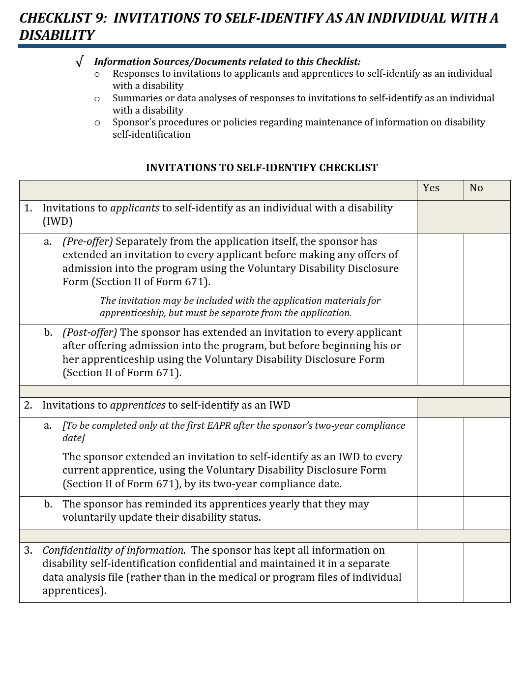 CHECKLIST 9:  INVITATIONS TO SELF-IDENTIFY AS AN INDIVIDUAL WITH A
DISABILITY
√ Information Sources/Documents related to this Checklist:
o Responses to invitations to applicants and apprentices to self-identify as an individual
with a disability
o Summaries or data analyses of responses to invitations to self-identify as an individual
with a disability
o Sponsor's procedures or policies regarding maintenance of information on disability
self-identification
INVITATIONS TO SELF-IDENTIFY CHECKLIST
Yes No
1. Invitations to applicants to self-identify as an individual with a disability
(IWD)
a. (Pre-offer) Separately from the application itself, the sponsor has
extended an invitation to every applicant before making any offers of
admission into the program using the Voluntary Disability Disclosure
Form (Section II of Form 671).
The invitation may be included with the application materials for
apprenticeship, but must be separate from the application.
b. (Post-offer) The sponsor has extended an invitation to every applicant
after offering admission into the program, but before beginning his or
her apprenticeship using the Voluntary Disability Disclosure Form
(Section II of Form 671).
2. Invitations to apprentices to self-identify as an IWD
a. [To be completed only at the first EAPR after the sponsor's two-year compliance
date]
The sponsor extended an invitation to self-identify as an IWD to every
current apprentice, using the Voluntary Disability Disclosure Form
(Section II of Form 671), by its two-year compliance date.
b. The sponsor has reminded its apprentices yearly that they may
voluntarily update their disability status.
3. Confidentiality of information. The sponsor has kept all information on
disability self-identification confidential and maintained it in a separate
data analysis file (rather than in the medical or program files of individual
apprentices).